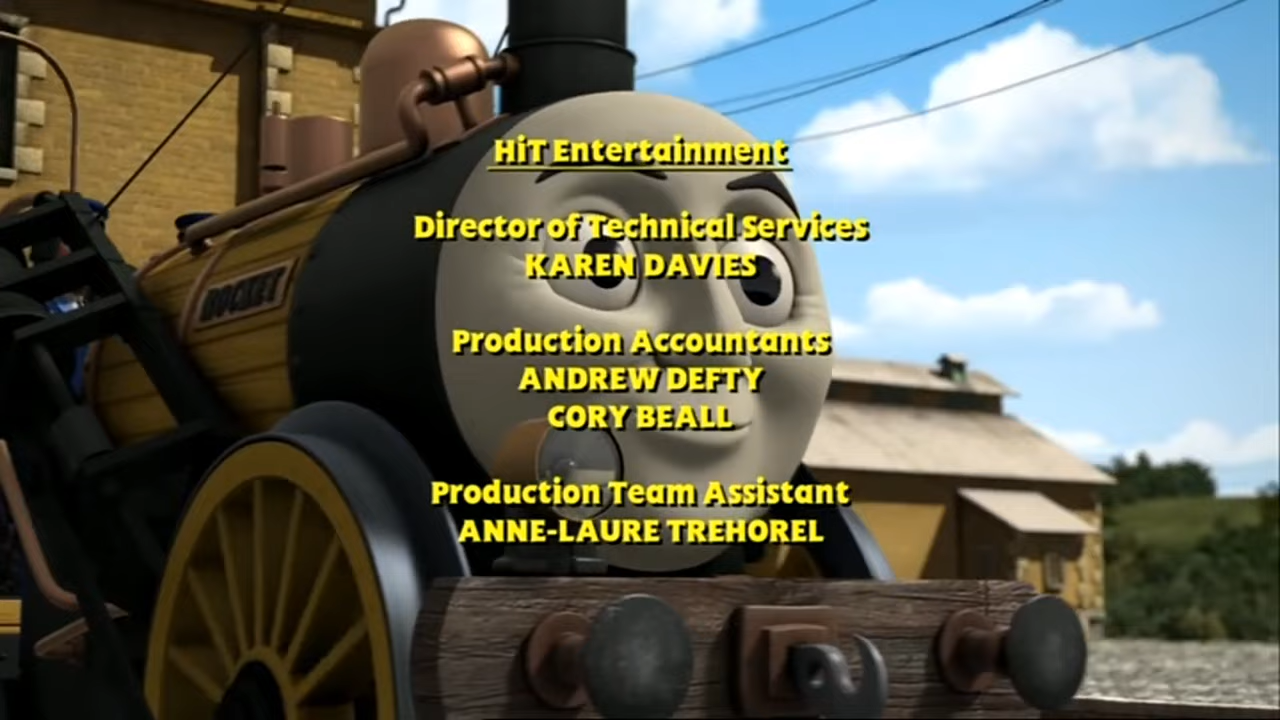 HiT Entertainment
Director of Technical Services
KAREN DAVIES
Production Accountants
ANDREW DEFTY
CORY BEALL
Production Team Assistant
ANNE-LAURE TREHOREL
ROCKET